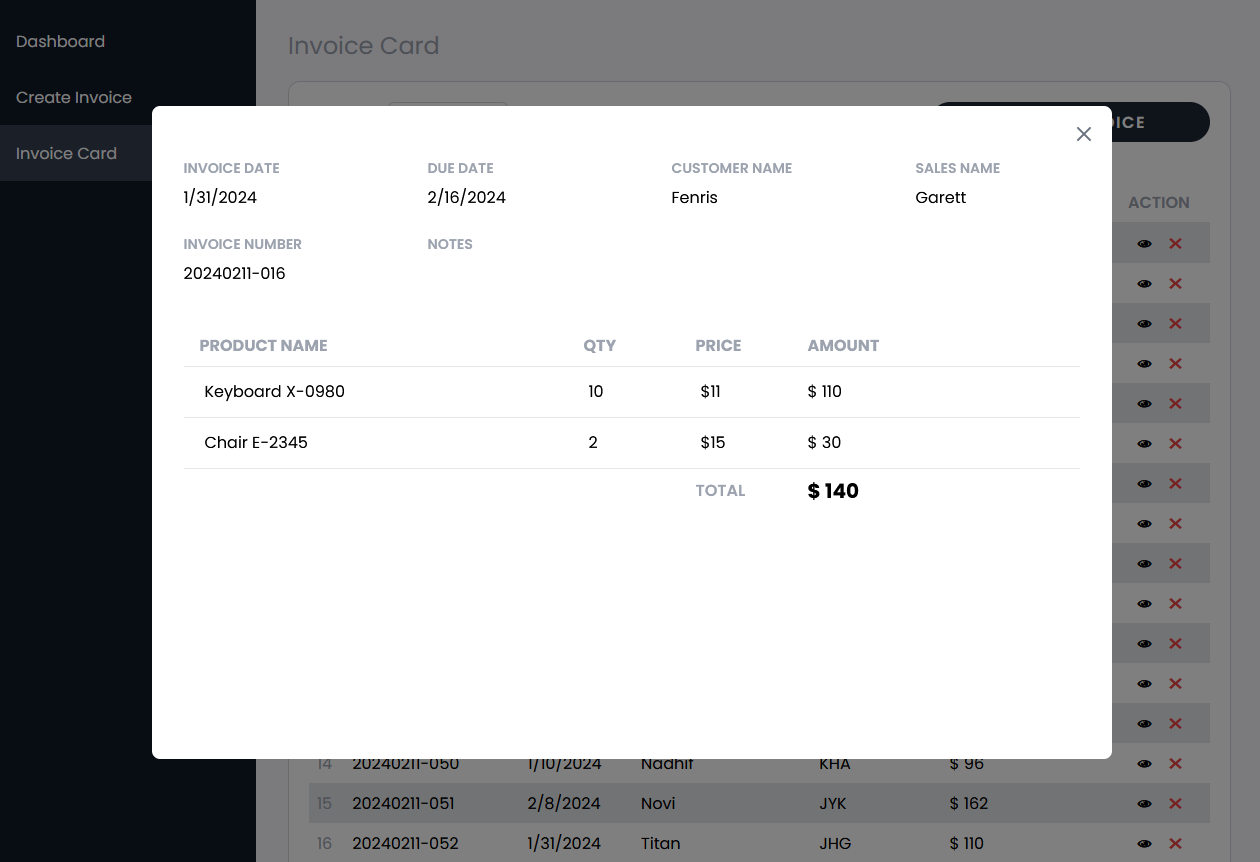 Dashboard
Create Invoice
Invoice Card
Invoice Card
ACTION
INVOICE DATE DUE DATE CUSTOMER NAME SALES NAME
1/31/2024 2/16/2024 Fenris Garett
INVOICE NUMBER NOTES
20240211-016
PRODUCT NAME QTY PRICE AMOUNT
Keyboard X-0980 10 $11 $ 110
Chair E-2345 2 $15 $ 30
TOTAL $ 140
14 20240211-050 1/10/2024 Nadhif KHA $ 96
15 20240211-051 2/8/2024 Novi JYK $ 162
16 20240211-052 1/31/2024 Titan JHG $ 110